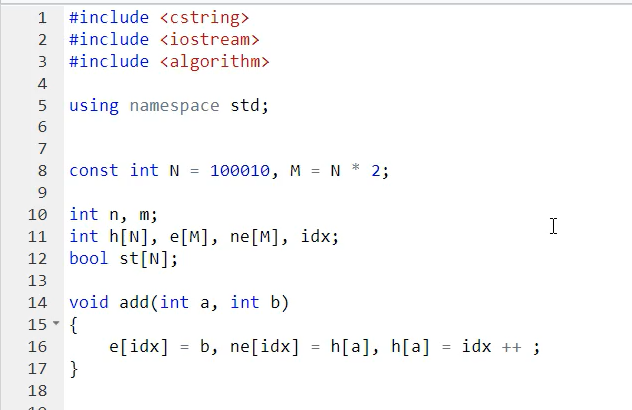 1 #include <cstring>
2 #include <iostream>
3 #include <algorithm>
4
5 using namespace std;
6
7
8 const int N = 100010, M = N * 2;
9
10 int n, m;
11 int h[N], e[M], ne[M], idx;
12 bool st[N];
13
14 void add(int a, int b)
15 {
16     e[idx] = b, ne[idx] = h[a], h[a] = idx ++ ;
17 }
18